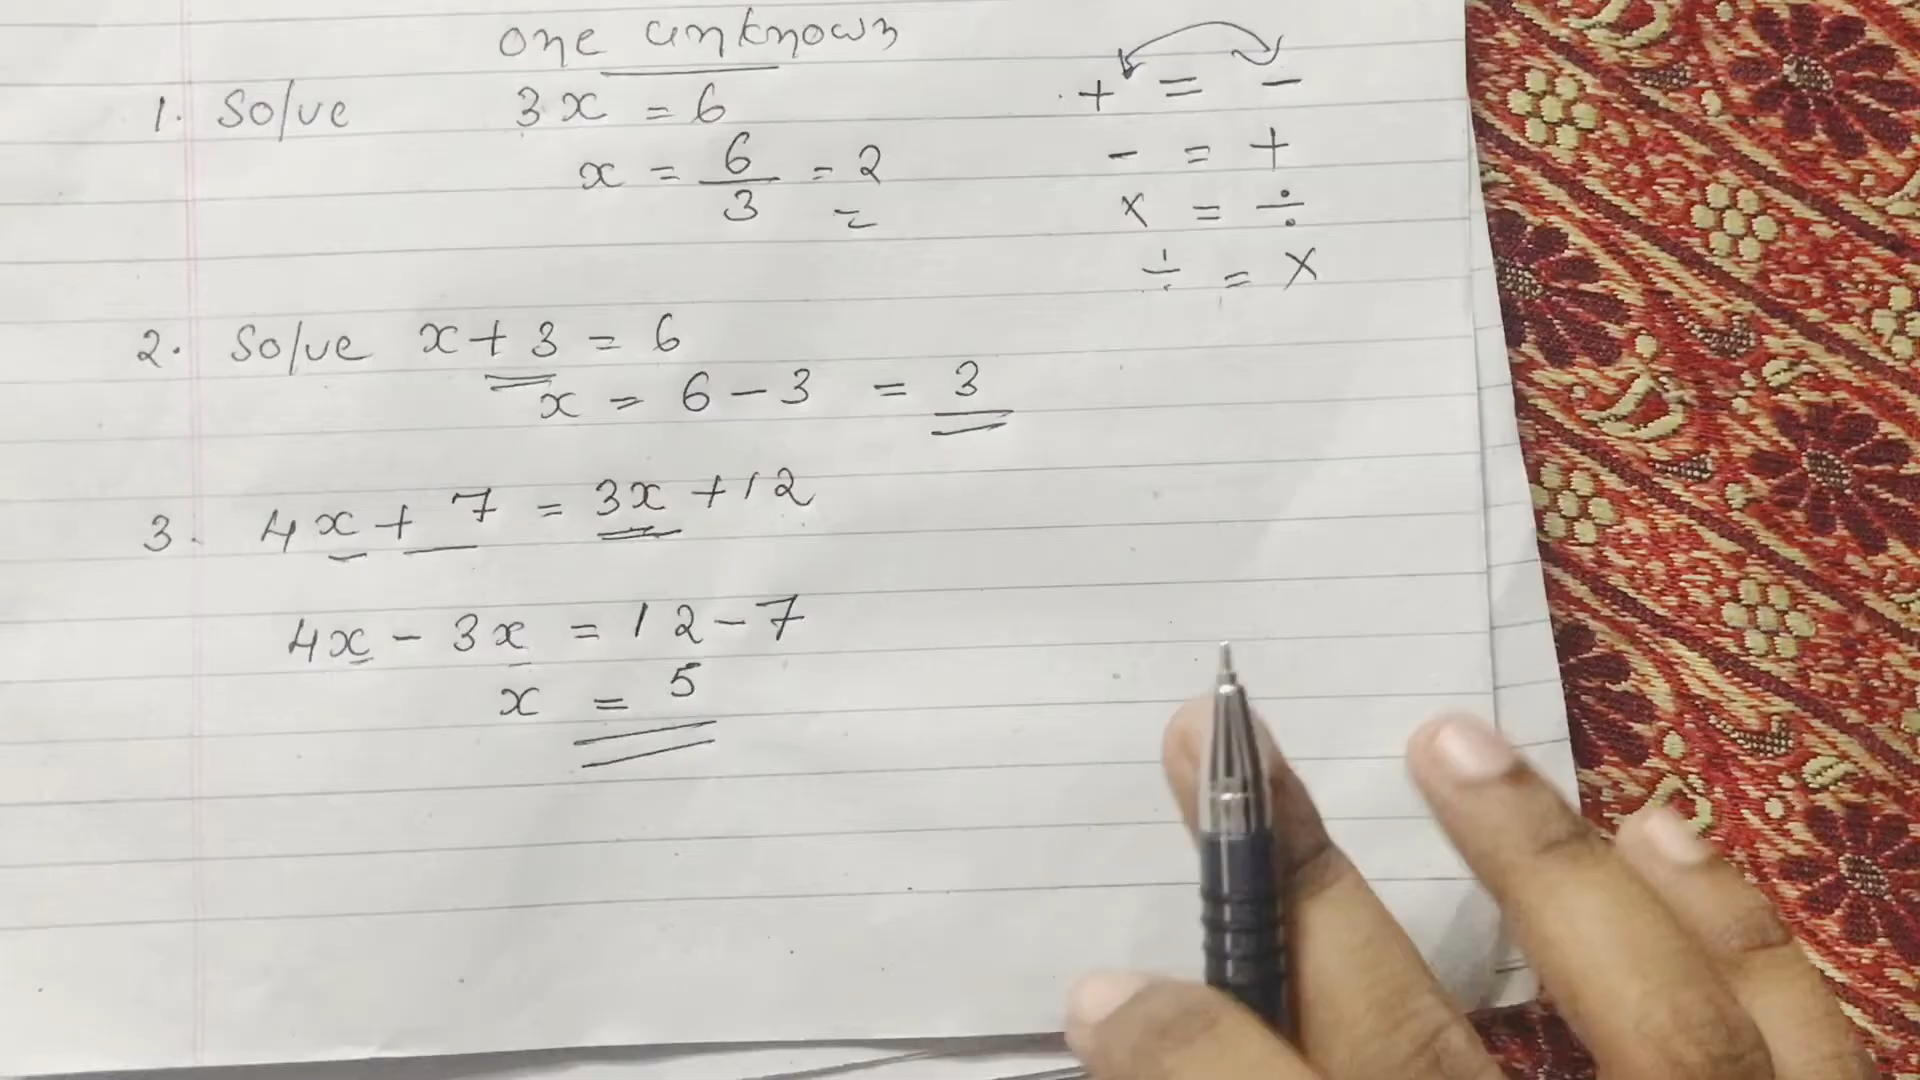 one unknown
1. Solve 3x = 6
x = 6/3 = 2
+ = -
- = +
× = ÷
÷ = ×
2. Solve x + 3 = 6
x = 6 - 3 = 3
3. 4x + 7 = 3x + 12
4x - 3x = 12 - 7
x = 5